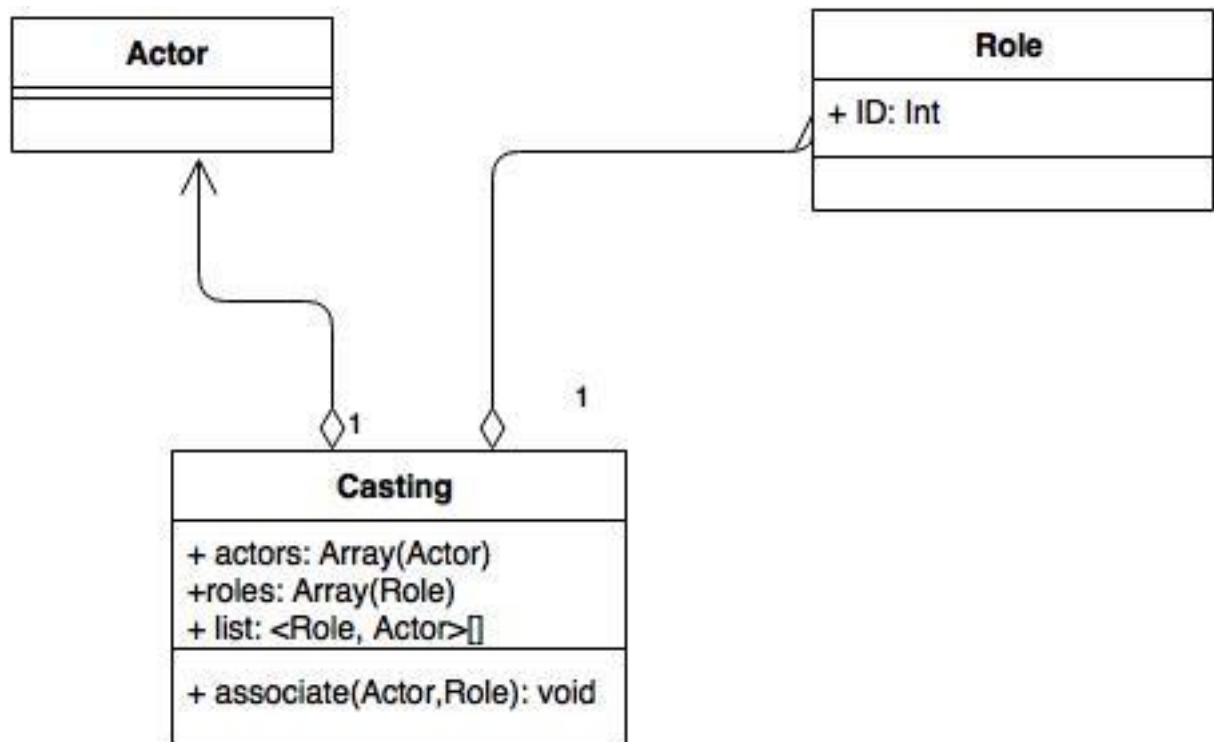 Actor
Role
+ ID: Int
1
1
Casting
+ actors: Array(Actor)
+roles: Array(Role)
+ list: <Role, Actor>[]
+ associate(Actor,Role): void